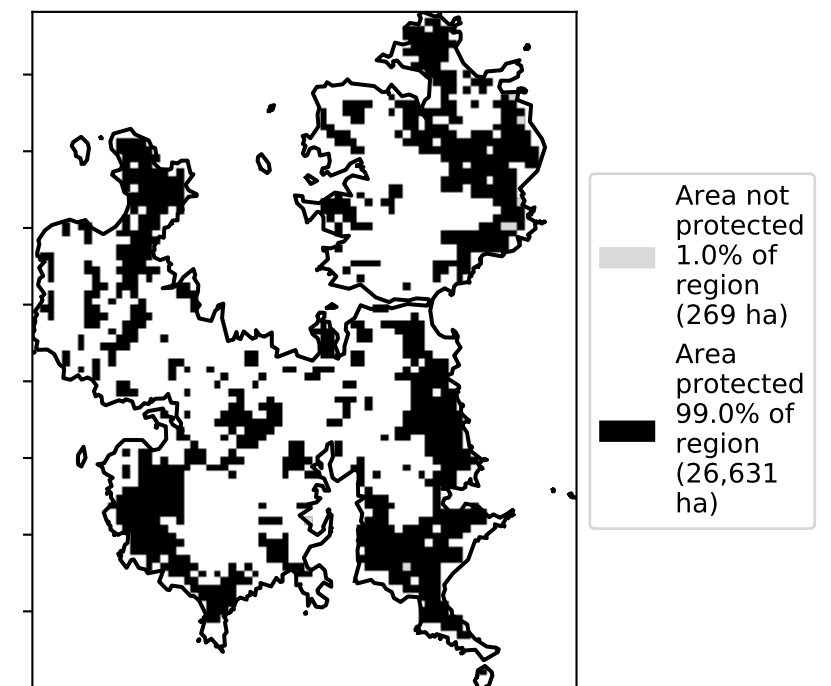 Area not
protected
1.0% of
region
(269 ha)
Area
protected
99.0% of
region
(26,631
ha)